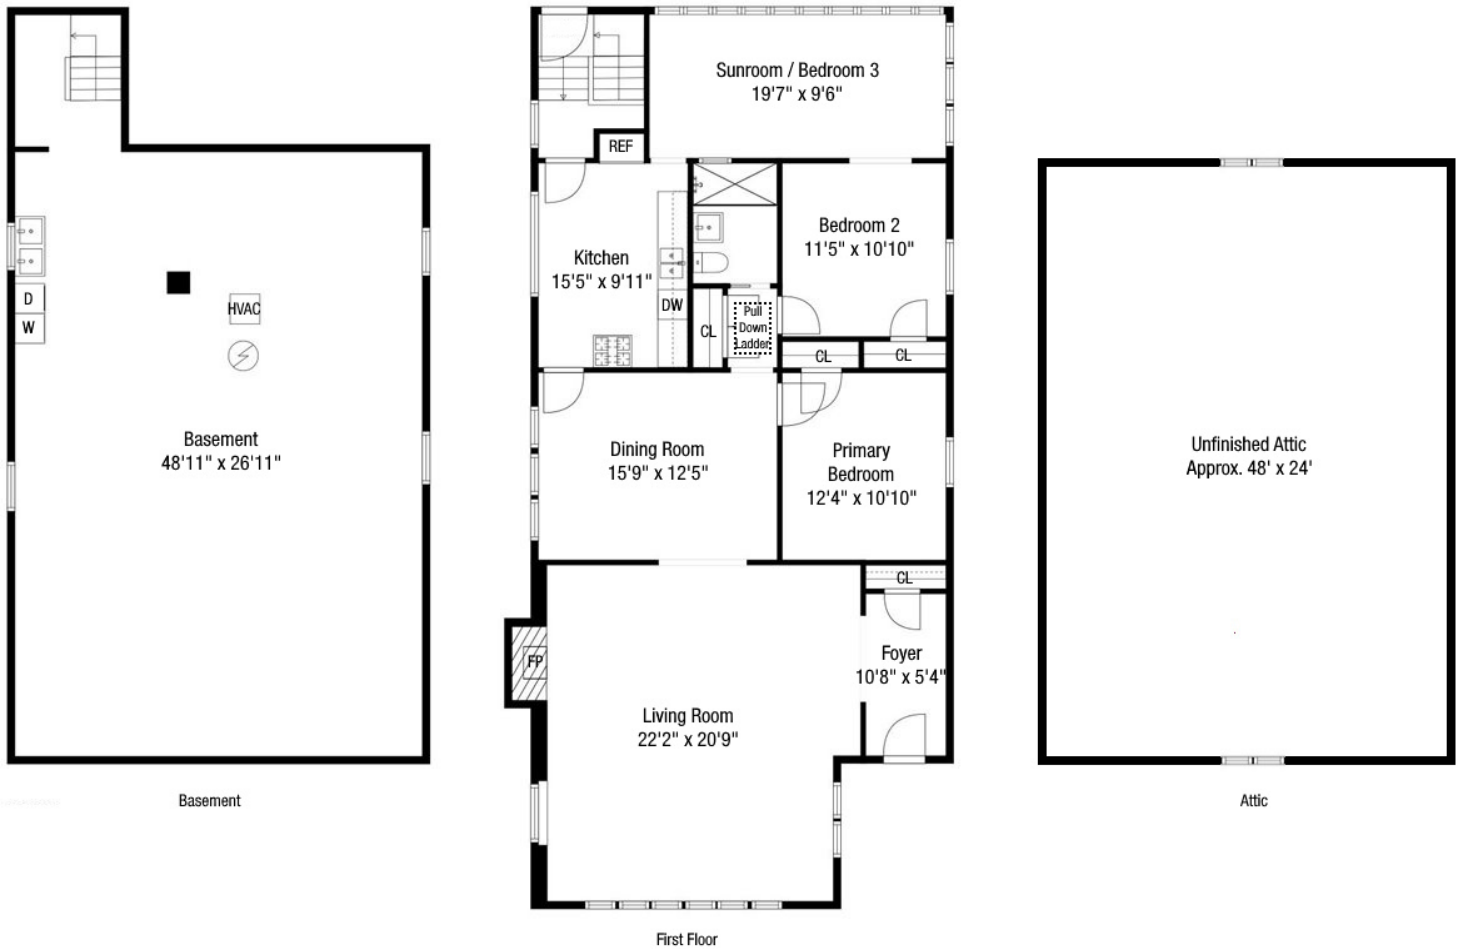 D
W
HVAC
Basement
48'11" x 26'11"
Basement
Sunroom / Bedroom 3
19'7" x 9'6"
REF
Kitchen
15'5" x 9'11"
DW
Bedroom 2
11'5" x 10'10"
CL
Pull
Down
Ladder
CL
CL
Dining Room
15'9" x 12'5"
Primary
Bedroom
12'4" x 10'10"
CL
FP
Foyer
10'8" x 5'4"
Living Room
22'2" x 20'9"
First Floor
Unfinished Attic
Approx. 48' x 24'
Attic